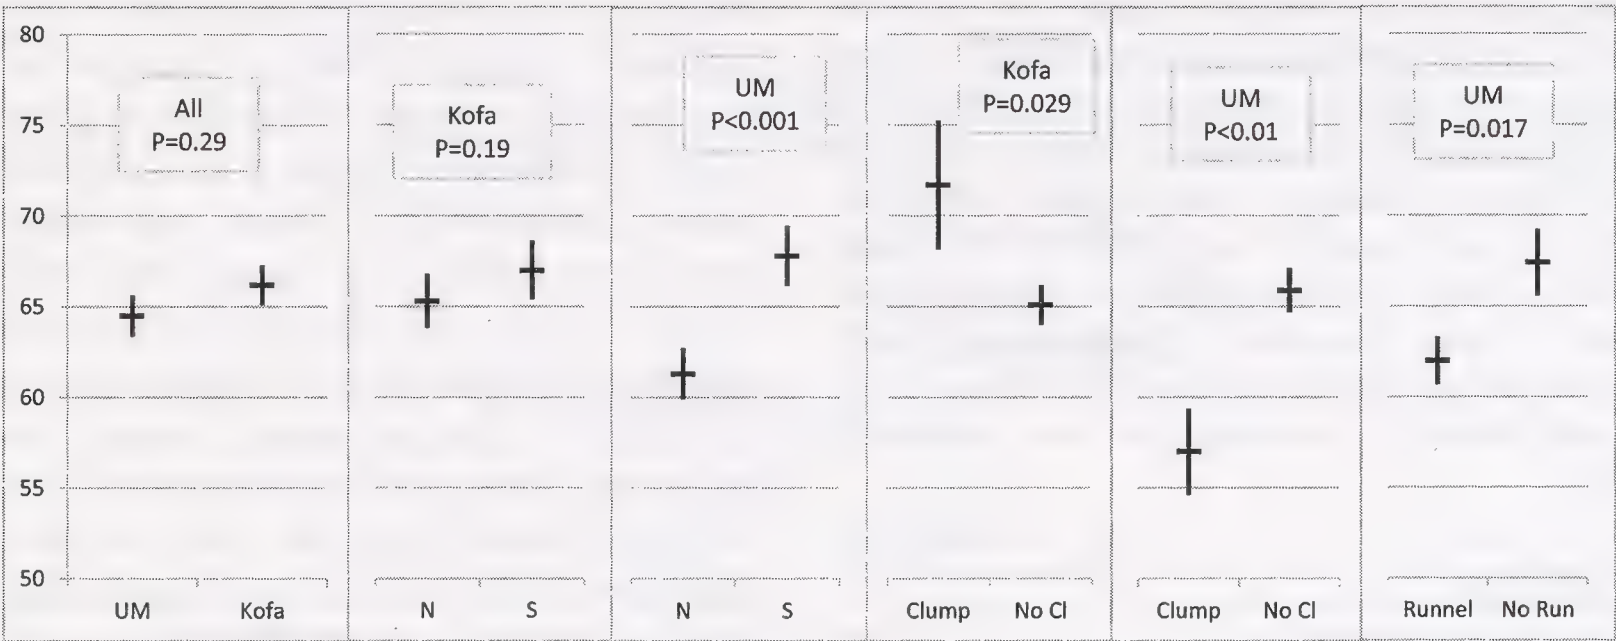 80
75
70
65
60
55
50
All
P=0.29
UM Kofa
Kofa
P=0.19
N S
UM
P<0.001
N S
Kofa
P=0.029
Clump No Cl
UM
P<0.01
Clump No Cl
UM
P=0.017
Runnel No Run